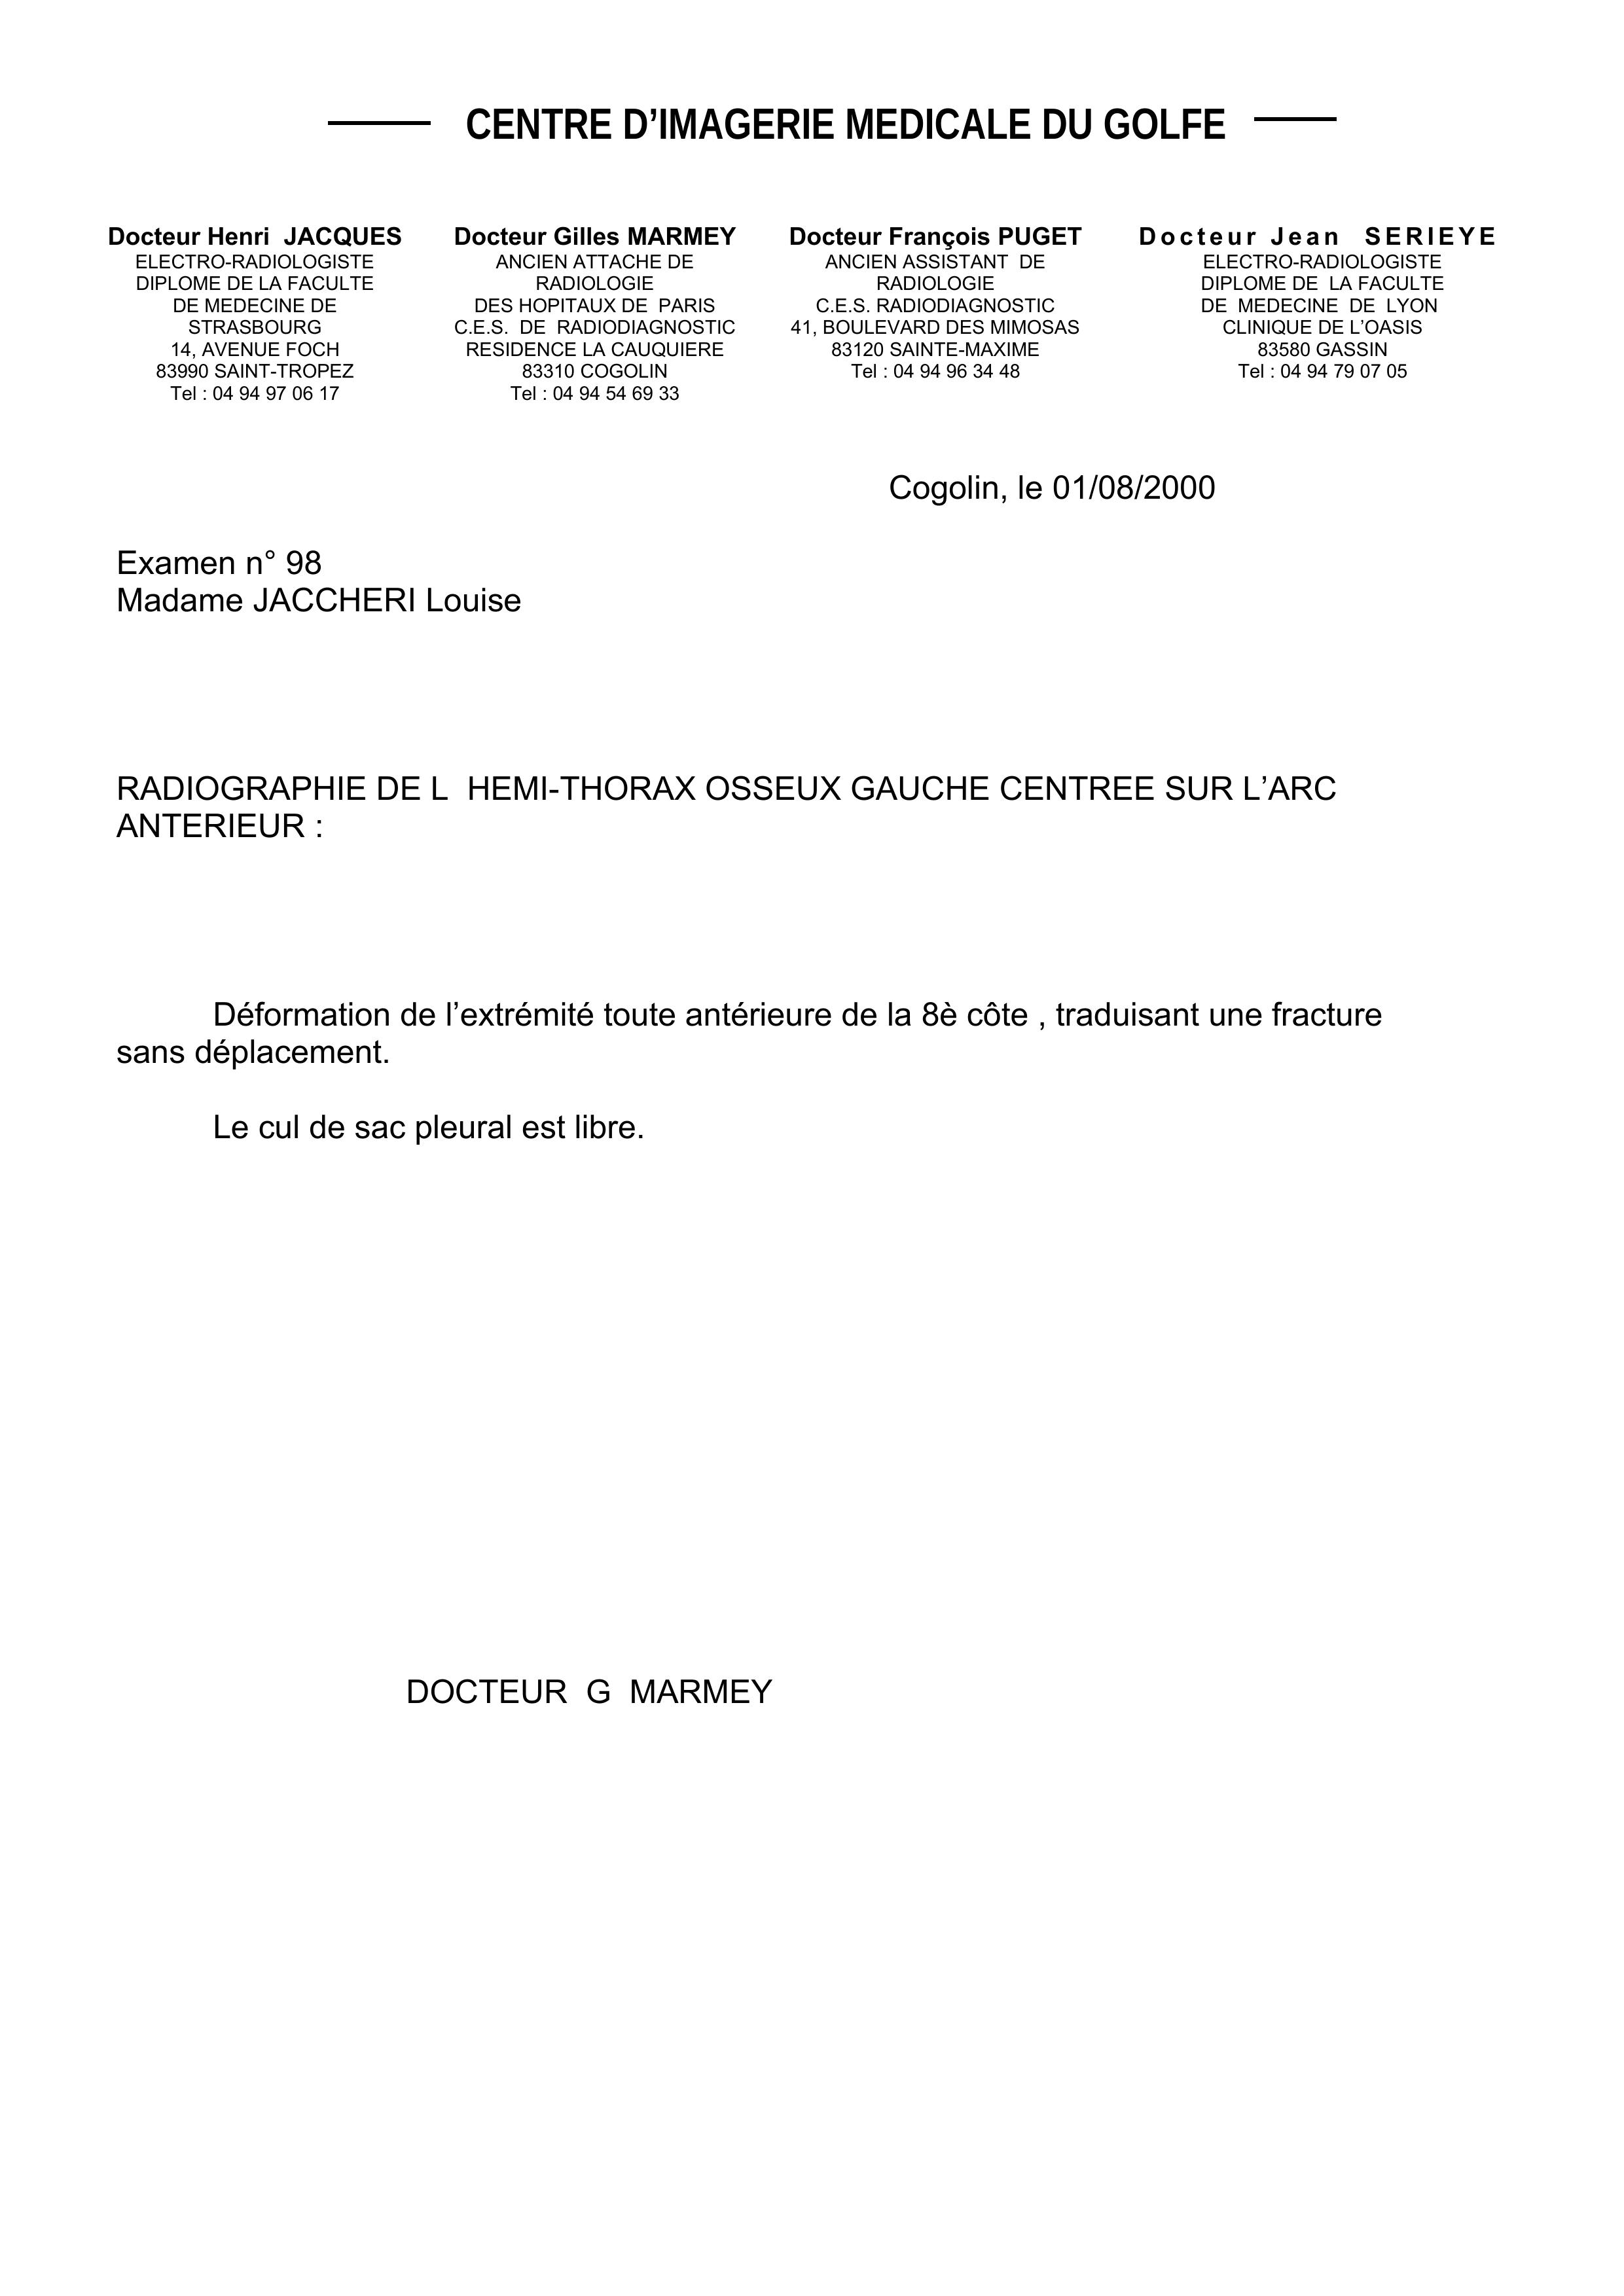 CENTRE D’IMAGERIE MEDICALE DU GOLFE
Docteur Henri JACQUES
ELECTRO-RADIOLOGISTE
DIPLOME DE LA FACULTE
DE MEDECINE DE
STRASBOURG
14, AVENUE FOCH
83990 SAINT-TROPEZ
Tel : 04 94 97 06 17
Docteur Gilles MARMEY
ANCIEN ATTACHE DE
RADIOLOGIE
DES HOPITAUX DE PARIS
C.E.S. DE RADIODIAGNOSTIC
RESIDENCE LA CAUQUIERE
83310 COGOLIN
Tel : 04 94 54 69 33
Docteur François PUGET
ANCIEN ASSISTANT DE
RADIOLOGIE
C.E.S. RADIODIAGNOSTIC
41, BOULEVARD DES MIMOSAS
83120 SAINTE-MAXIME
Tel : 04 94 96 34 48
Docteur Jean SERIEYE
ELECTRO-RADIOLOGISTE
DIPLOME DE LA FACULTE
DE MEDECINE DE LYON
CLINIQUE DE L’OASIS
83580 GASSIN
Tel : 04 94 79 07 05
Cogolin, le 01/08/2000
Examen n° 98
Madame JACCHERI Louise
RADIOGRAPHIE DE L HEMI-THORAX OSSEUX GAUCHE CENTREE SUR L’ARC
ANTERIEUR :
Déformation de l’extrémité toute antérieure de la 8è côte , traduisant une fracture
sans déplacement.
Le cul de sac pleural est libre.
DOCTEUR G MARMEY